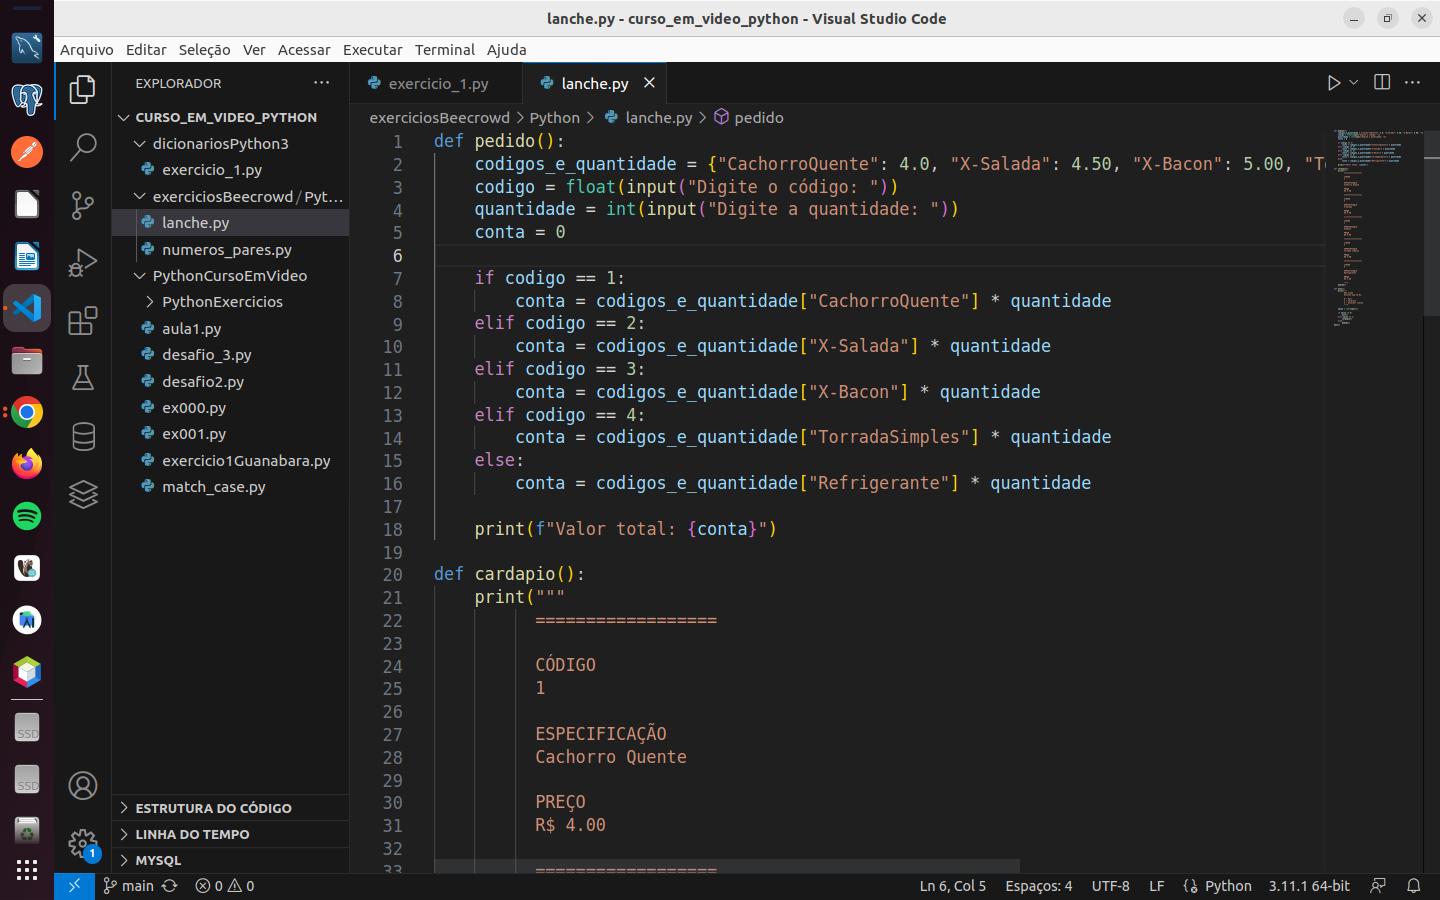 lanche.py - curso_em_video_python - Visual Studio Code
Arquivo Editar Seleção Ver Acessar Executar Terminal Ajuda
EXPLORADOR
CURSO_EM_VIDEO_PYTHON
dicionariosPython3
exercicio_1.py
exerciciosBeecrowd / Pyt...
lanche.py
numeros_pares.py
PythonCursoEmVideo
PythonExercicios
aula1.py
desafio_3.py
desafio2.py
ex000.py
ex001.py
exercicio1Guanabara.py
match_case.py
ESTRUTURA DO CÓDIGO
LINHA DO TEMPO
MYSQL
exercicio_1.py lanche.py
exerciciosBeecrowd > Python > lanche.py > pedido
1 def pedido():
2 codigos_e_quantidade = {"CachorroQuente": 4.0, "X-Salada": 4.50, "X-Bacon": 5.00, "To
3 codigo = float(input("Digite o código: "))
4 quantidade = int(input("Digite a quantidade: "))
5 conta = 0
6
7 if codigo == 1:
8 conta = codigos_e_quantidade["CachorroQuente"] * quantidade
9 elif codigo == 2:
10 conta = codigos_e_quantidade["X-Salada"] * quantidade
11 elif codigo == 3:
12 conta = codigos_e_quantidade["X-Bacon"] * quantidade
13 elif codigo == 4:
14 conta = codigos_e_quantidade["TorradaSimples"] * quantidade
15 else:
16 conta = codigos_e_quantidade["Refrigerante"] * quantidade
17
18 print(f"Valor total: {conta}")
19
20 def cardapio():
21 print("""
22 ==================
23
24 CÓDIGO
25 1
26
27 ESPECIFICAÇÃO
28 Cachorro Quente
29
30 PREÇO
31 R$ 4.00
32
33 ==================
SSD
SSD
1
main 0 0 Ln 6, Col 5 Espaços: 4 UTF-8 LF Python 3.11.1 64-bit